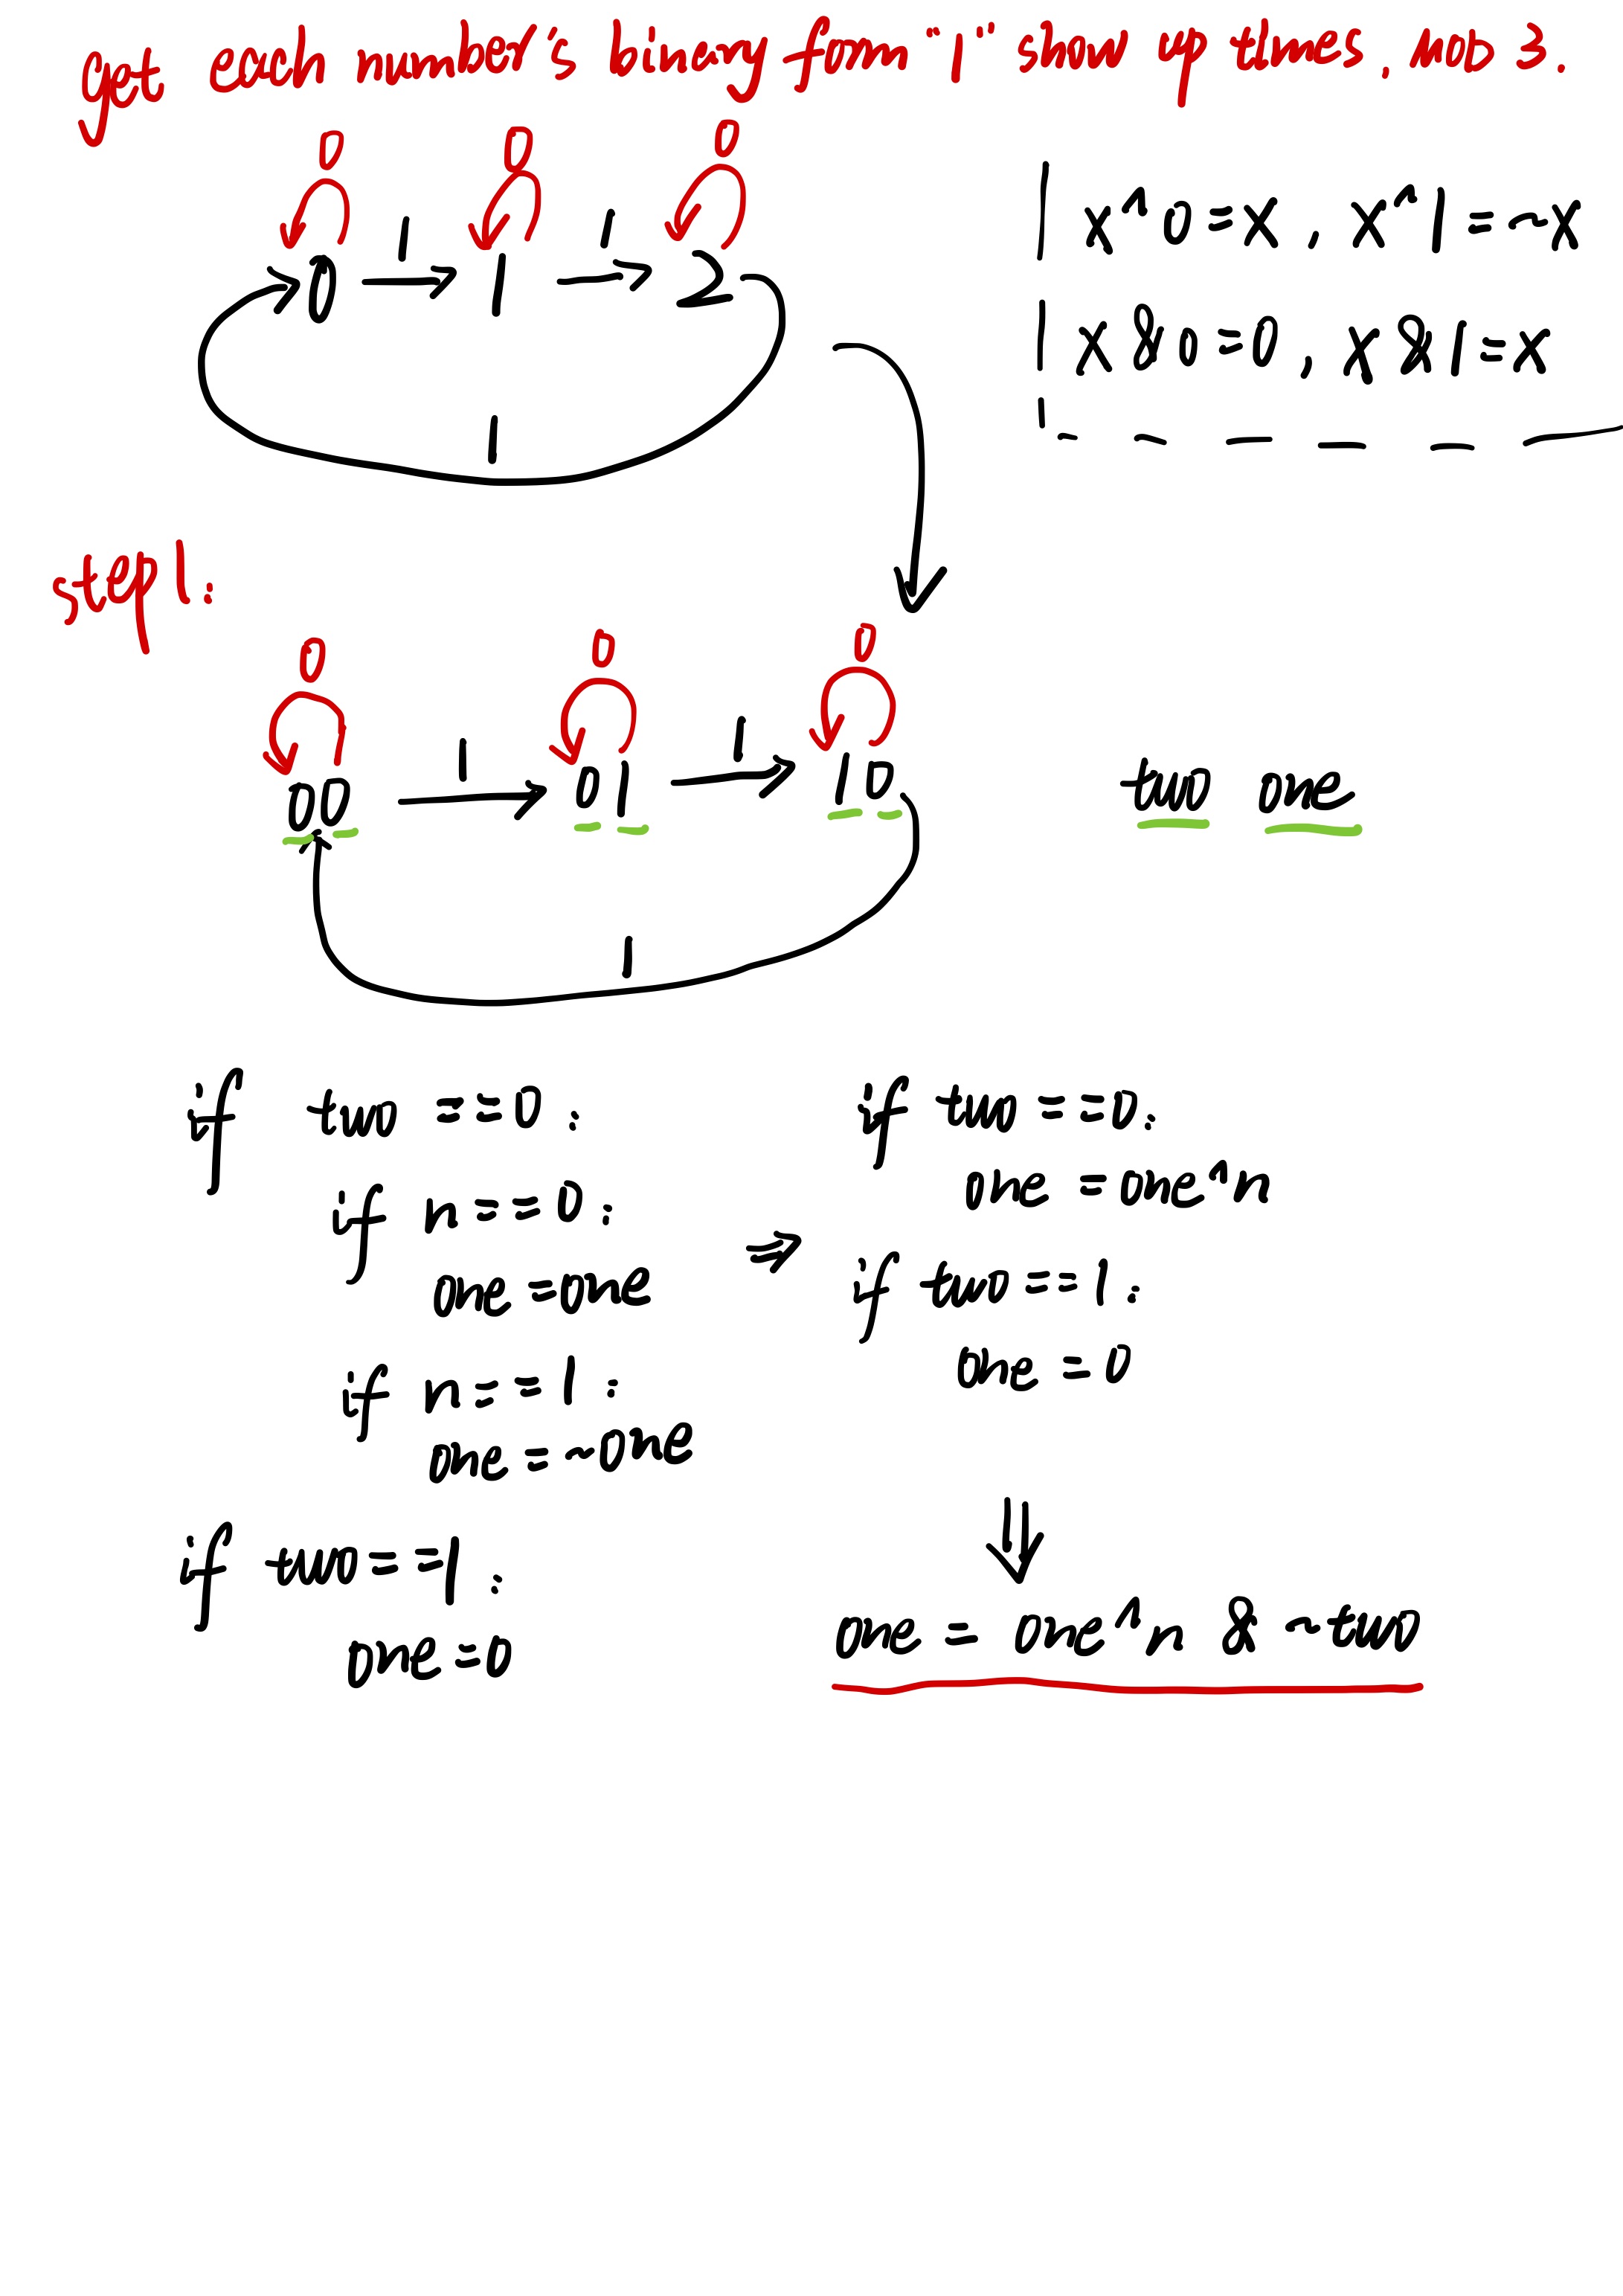 get each number's binary form "1" show up times, mod 3.
0 0 0
x^0=x, x^1=~x
1 1
0 1 2
x&0=0, x&1=x
1
step1:
0 0 0
1 1
00 01 10
two one
1
if two ==0:
if n==0:
one =one
if n==1:
one =~one
if two==1:
one=0
⇒
if two==0:
one =one^n
if two==1:
one =0
⇓
one = one^n & ~two